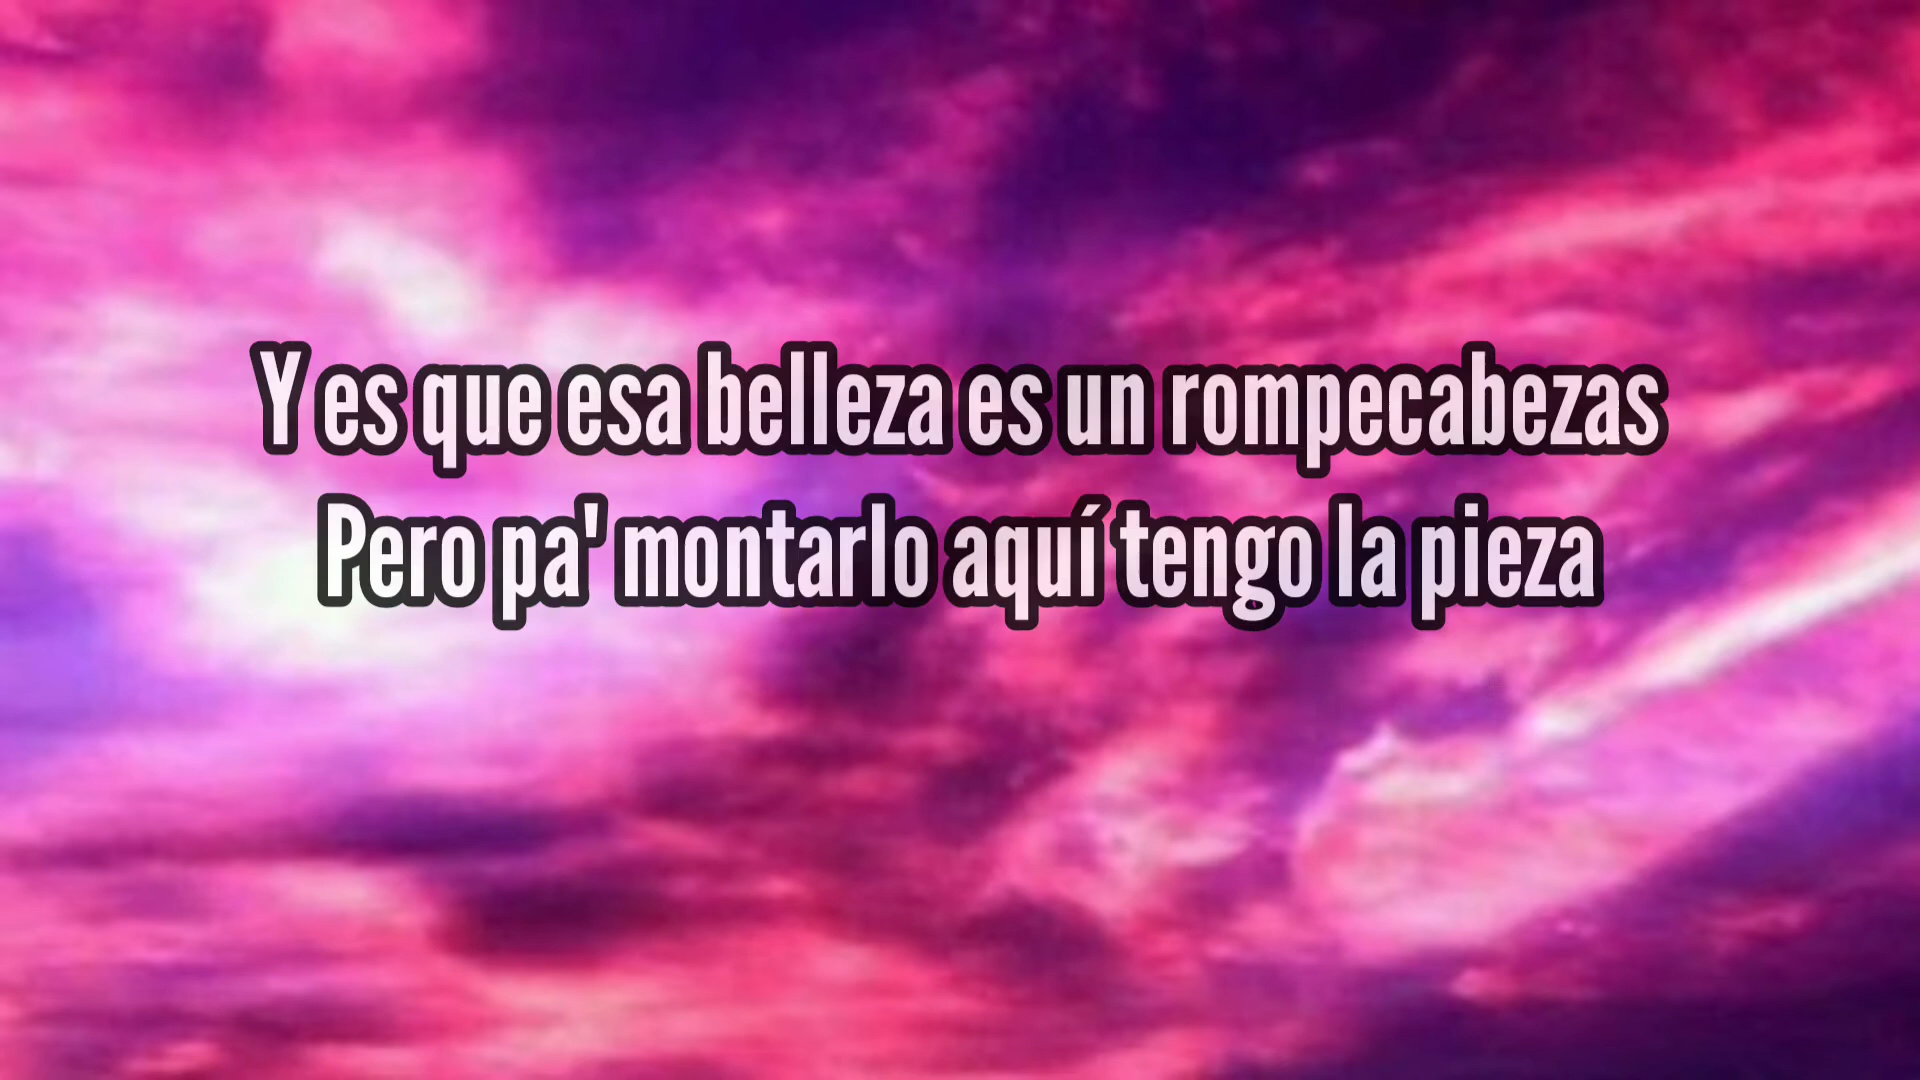 Y es que esa belleza es un rompecabezas
Pero pa' montarlo aquí tengo la pieza